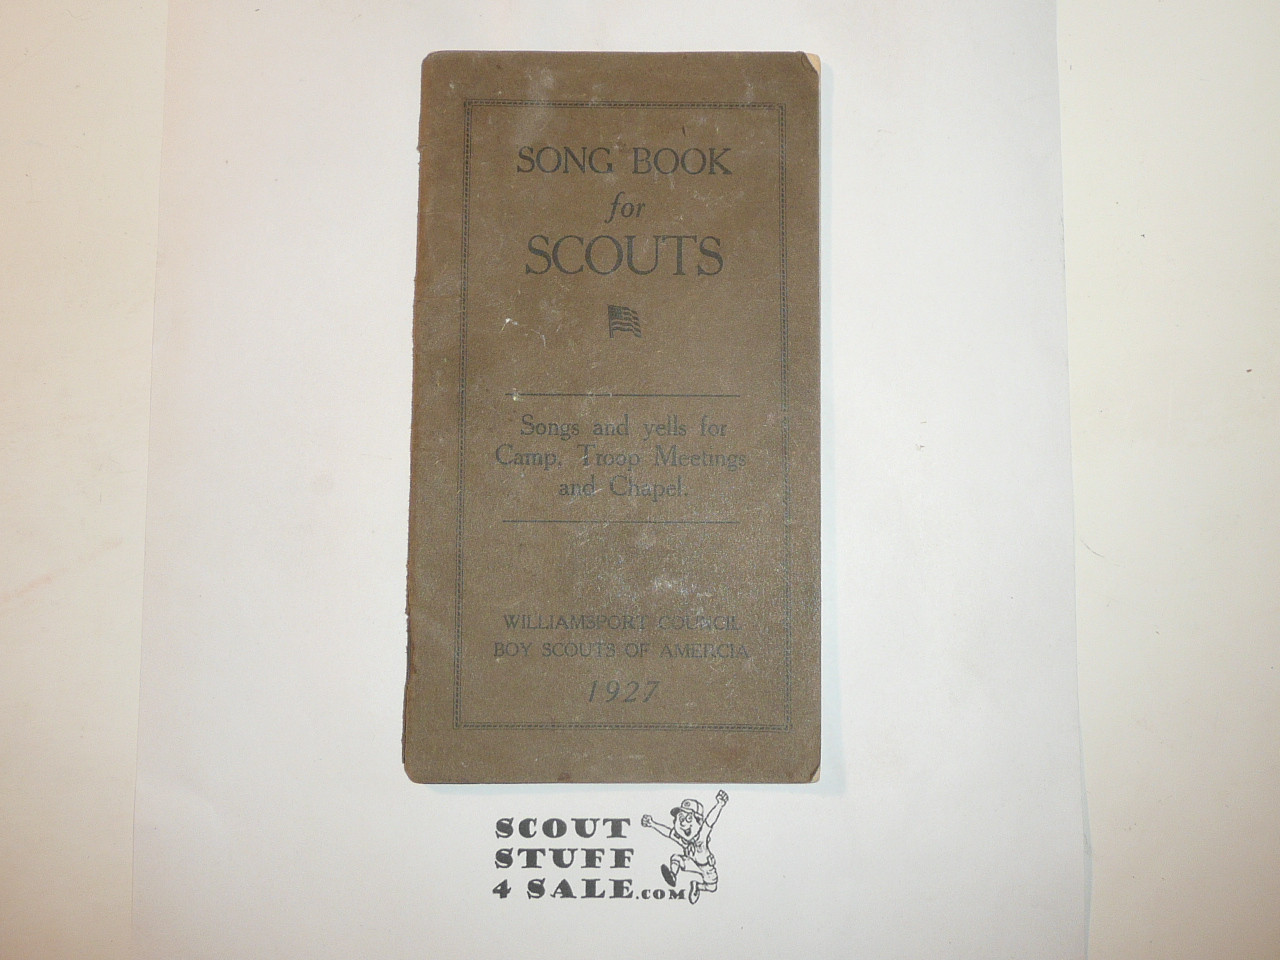 SONG BOOK
for
SCOUTS
Songs and yells for
Camp, Troop Meetings
and Chapel.
WILLIAMSPORT COUNCIL
BOY SCOUTS OF AMERCIA
1927
SCOUT
STUFF
4 SALE.COM